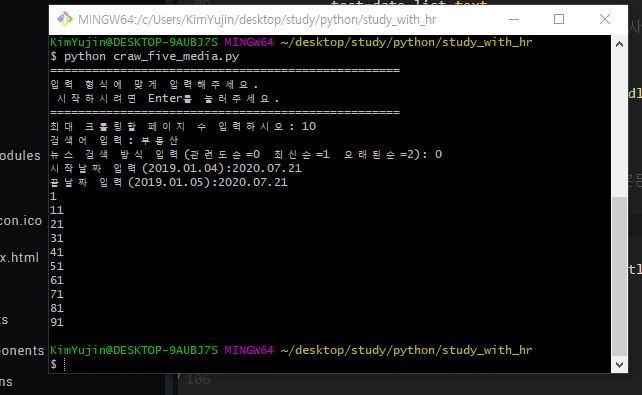 test date list.text
MINGW64:/c/Users/KimYujin/desktop/study/python/study_with_hr
KimYujin@DESKTOP-9AUBJ7S MINGW64 ~/desktop/study/python/study_with_hr
$ python craw_five_media.py
==================================================
입력 형식에 맞게 입력해주세요.
시작하시려면 Enter를 눌러주세요.
==================================================
최대 크롤링할 페이지 수 입력하시오: 10
검색어 입력: 부동산
뉴스 검색 방식 입력(관련도순=0 최신순=1 오래된순=2): 0
시작날짜 입력(2019.01.04):2020.07.21
끝날짜 입력(2019.01.05):2020.07.21
1
11
21
31
41
51
61
71
81
91
KimYujin@DESKTOP-9AUBJ7S MINGW64 ~/desktop/study/python/study_with_hr
$
odules
con.ico
x.html
ts
ponents
ns
106